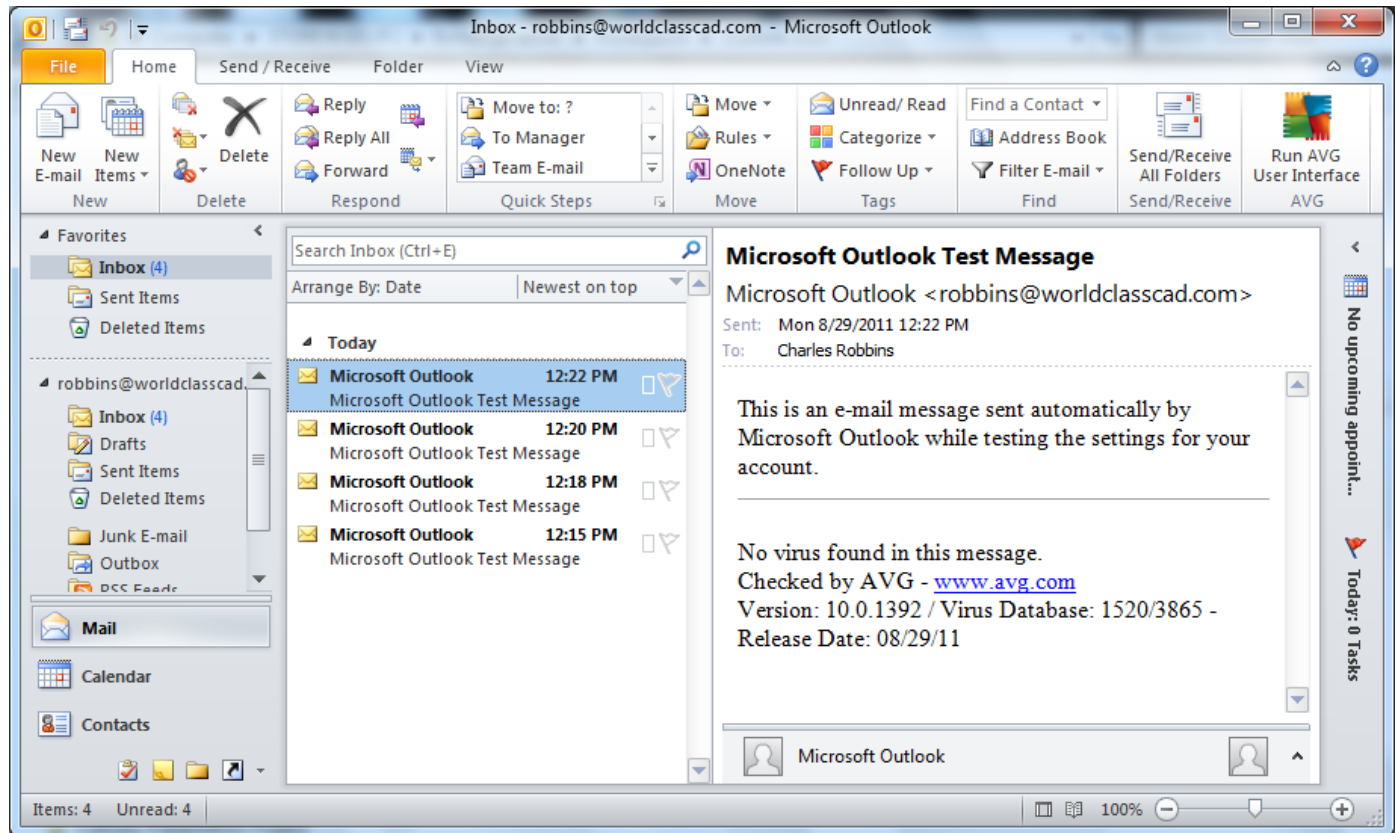 Inbox - robbins@worldclasscad.com - Microsoft Outlook
File Home Send / Receive Folder View
New E-mail
New Items
Delete
Reply
Reply All
Forward
Move to: ?
To Manager
Team E-mail
Move
Rules
OneNote
Unread/ Read
Categorize
Follow Up
Find a Contact
Address Book
Filter E-mail
Send/Receive
All Folders
Run AVG
User Interface
New Delete Respond Quick Steps Move Tags Find Send/Receive AVG
Favorites
Inbox (4)
Sent Items
Deleted Items
robbins@worldclasscad.
Inbox (4)
Drafts
Sent Items
Deleted Items
Junk E-mail
Outbox
RSS Feeds
Mail
Calendar
Contacts
Search Inbox (Ctrl+E)
Arrange By: Date Newest on top
Today
Microsoft Outlook 12:22 PM
Microsoft Outlook Test Message
Microsoft Outlook 12:20 PM
Microsoft Outlook Test Message
Microsoft Outlook 12:18 PM
Microsoft Outlook Test Message
Microsoft Outlook 12:15 PM
Microsoft Outlook Test Message
Microsoft Outlook Test Message
Microsoft Outlook <robbins@worldclasscad.com>
Sent: Mon 8/29/2011 12:22 PM
To: Charles Robbins
This is an e-mail message sent automatically by
Microsoft Outlook while testing the settings for your
account.
No virus found in this message.
Checked by AVG - www.avg.com
Version: 10.0.1392 / Virus Database: 1520/3865 -
Release Date: 08/29/11
Microsoft Outlook
No upcoming appoint...
Today: 0 Tasks
Items: 4 Unread: 4
100%